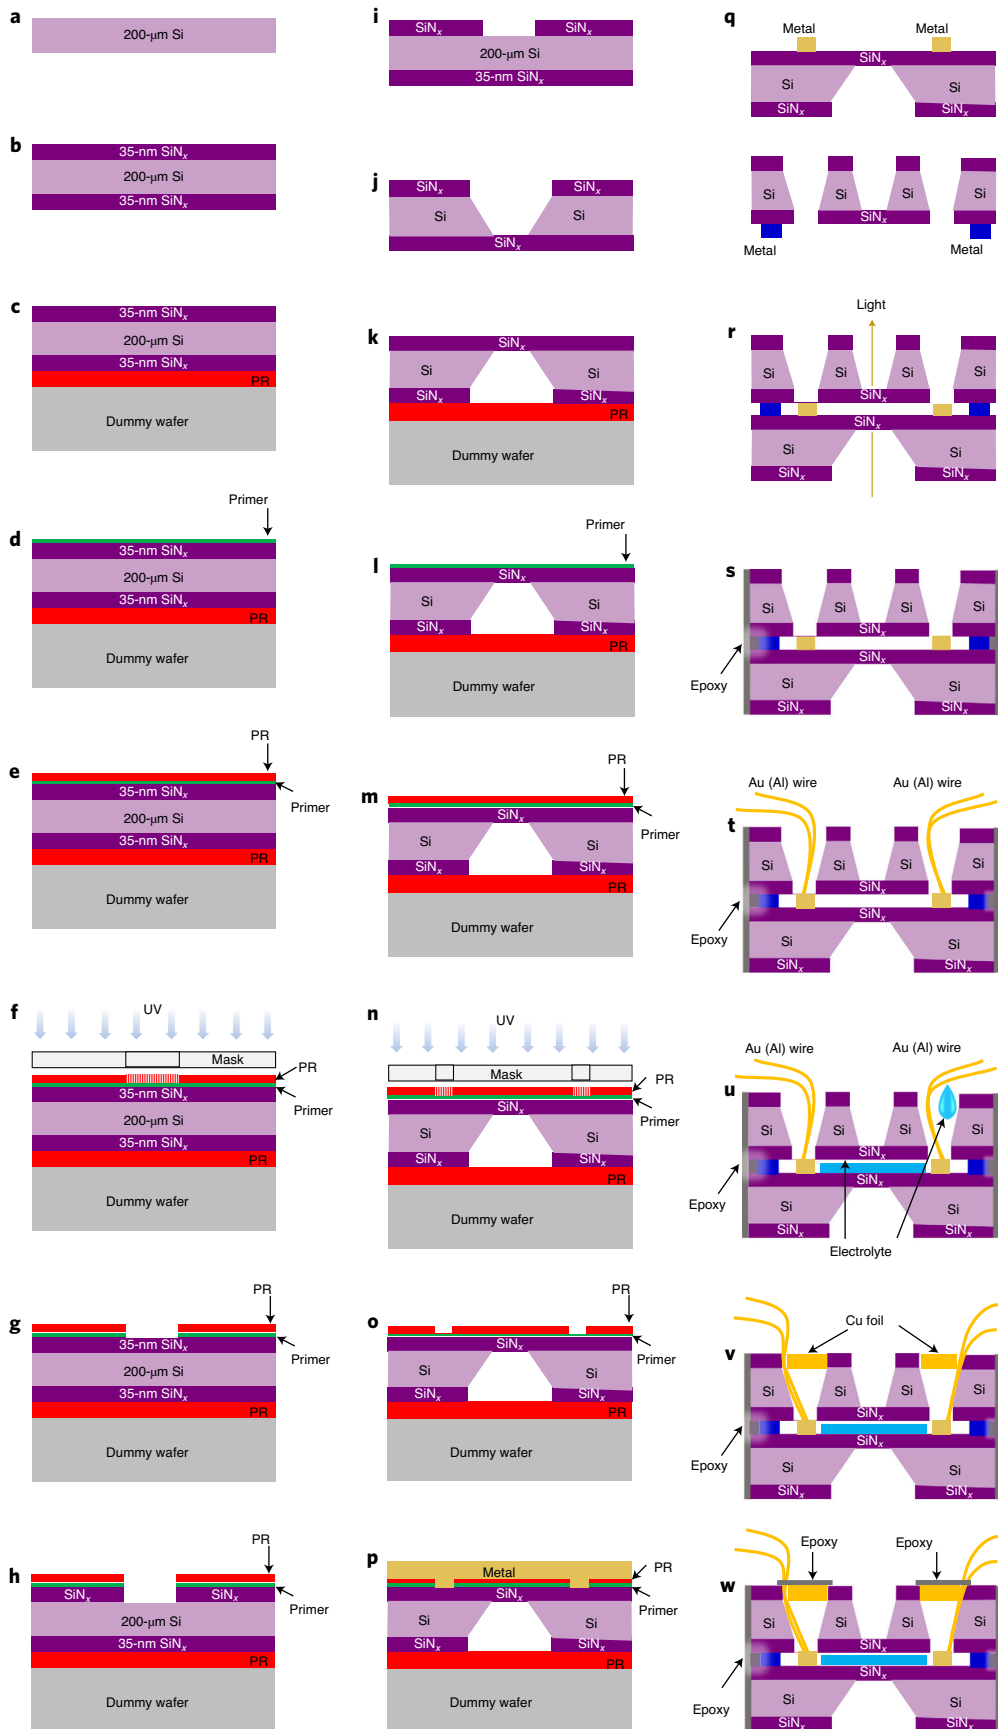 a
200-μm Si
b
35-nm SiNx
200-μm Si
35-nm SiNx
c
35-nm SiNx
200-μm Si
35-nm SiNx
PR
Dummy wafer
Primer
d
35-nm SiNx
200-μm Si
35-nm SiNx
PR
Dummy wafer
PR
e
35-nm SiNx
Primer
200-μm Si
35-nm SiNx
PR
Dummy wafer
f
UV
Mask
PR
35-nm SiNx
Primer
200-μm Si
35-nm SiNx
PR
Dummy wafer
PR
g
35-nm SiNx
Primer
200-μm Si
35-nm SiNx
PR
Dummy wafer
PR
h
SiNx SiNx
Primer
200-μm Si
35-nm SiNx
PR
Dummy wafer
i
SiNx SiNx
200-μm Si
35-nm SiNx
j
SiNx SiNx
Si Si
SiNx
k
SiNx
Si Si
SiNx SiNx
PR
Dummy wafer
Primer
l
SiNx
Si Si
SiNx SiNx
PR
Dummy wafer
PR
m
SiNx
Primer
Si Si
SiNx SiNx
PR
Dummy wafer
n
UV
Mask
PR
SiNx
Primer
Si Si
SiNx SiNx
PR
Dummy wafer
PR
o
SiNx
Primer
Si Si
SiNx SiNx
PR
Dummy wafer
p
Metal
PR
SiNx
Primer
Si Si
SiNx SiNx
PR
Dummy wafer
q
Metal Metal
SiNx
Si Si
SiNx SiNx
Si Si Si Si
SiNx
Metal Metal
Light
r
Si Si Si Si
SiNx
SiNx
Si Si
SiNx SiNx
s
Si Si Si Si
SiNx
SiNx
Epoxy
Si Si
SiNx SiNx
Au (Al) wire Au (Al) wire
t
Si Si Si Si
SiNx
SiNx
Epoxy
Si Si
SiNx SiNx
Au (Al) wire Au (Al) wire
u
Si Si Si Si
SiNx
SiNx
Epoxy
Si Si
SiNx SiNx
Electrolyte
Cu foil
v
Si Si Si Si
SiNx
SiNx
Epoxy
Si Si
SiNx SiNx
Epoxy Epoxy
w
Si Si Si Si
SiNx
SiNx
Epoxy
Si Si
SiNx SiNx